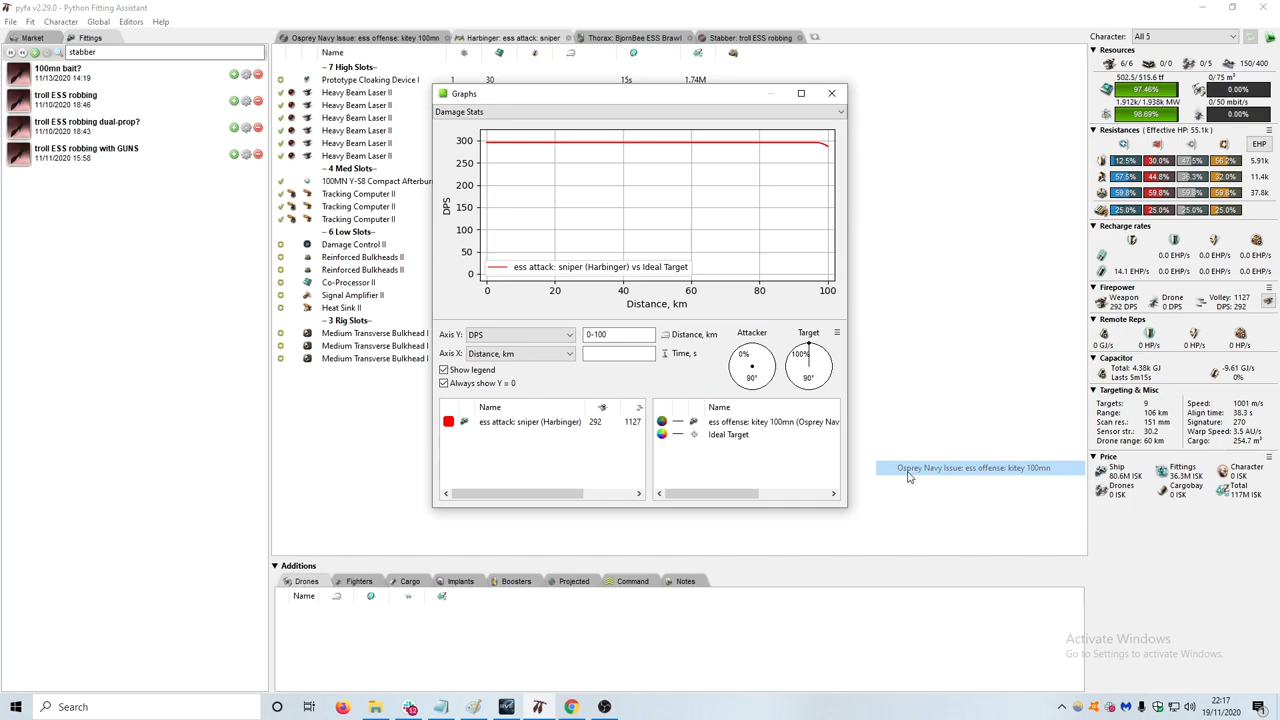 pyfa v2.29.0 - Python Fitting Assistant
File Fit Character Global Editors Help
Market Fittings
stabber
100mn bait?
11/13/2020 14:19
troll ESS robbing
11/10/2020 18:46
troll ESS robbing dual-prop?
11/10/2020 18:43
troll ESS robbing with GUNS
11/11/2020 15:58
Osprey Navy Issue: ess offense: kitey 100mn
Harbinger: ess attack: sniper
Thorax: BjornBee ESS Brawl
Stabber: troll ESS robbing
Name
-- 7 High Slots--
Prototype Cloaking Device I 1 30 15s 1.74M
Heavy Beam Laser II
Heavy Beam Laser II
Heavy Beam Laser II
Heavy Beam Laser II
Heavy Beam Laser II
Heavy Beam Laser II
-- 4 Med Slots--
100MN Y-S8 Compact Afterbur
Tracking Computer II
Tracking Computer II
Tracking Computer II
-- 6 Low Slots--
Damage Control II
Reinforced Bulkheads II
Reinforced Bulkheads II
Co-Processor II
Signal Amplifier II
Heat Sink II
-- 3 Rig Slots--
Medium Transverse Bulkhead I
Medium Transverse Bulkhead I
Medium Transverse Bulkhead I
Graphs
Damage Stats
DPS
300
250
200
150
100
50
0
ess attack: sniper (Harbinger) vs Ideal Target
0 20 40 60 80 100
Distance, km
Axis Y: DPS 0-100 Distance, km
Axis X: Distance, km Time, s
Show legend
Always show Y = 0
Attacker Target
0% 100%
90° 90°
Name
ess attack: sniper (Harbinger) 292 1127
Name
ess offense: kitey 100mn (Osprey Nav
Ideal Target
Osprey Navy Issue: ess offense: kitey 100mn
Additions
Drones Fighters Cargo Implants Boosters Projected Command Notes
Name
Character: All 5
Resources
6/6 0/0 0/5 150/400
502.5/515.6 tf 0/75 m³
97.46% 0.00%
1.912k/1.938k MW 0/50 mbit/s
98.69% 0.00%
Resistances ( Effective HP: 55.1k )
EHP
12.5% 30.0% 47.5% 56.2% 5.91k
57.5% 44.8% 36.3% 32.0% 11.4k
59.8% 59.8% 59.8% 59.8% 37.8k
25.0% 25.0% 25.0% 25.0%
Recharge rates
0.0 EHP/s 0.0 EHP/s
14.1 EHP/s 0.0 EHP/s 0.0 EHP/s 0.0 EHP/s
Firepower
Weapon Drone Volley: 1127
292 DPS 0 DPS DPS: 292
Remote Reps
0 GJ/s 0 HP/s 0 HP/s 0 HP/s
Capacitor
Total: 4.38k GJ -9.61 GJ/s
Lasts 5m15s 0%
Targeting & Misc
Targets: 9 Speed: 1001 m/s
Range: 106 km Align time: 38.3 s
Scan res.: 151 mm Signature: 270
Sensor str.: 30.2 Warp Speed: 3.5 AU/s
Drone range: 60 km Cargo: 254.7 m³
Price
Ship Fittings Character
80.6M ISK 36.3M ISK 0 ISK
Drones Cargobay Total
0 ISK 0 ISK 117M ISK
Activate Windows
Go to Settings to activate Windows.
Search
12
22:17
19/11/2020